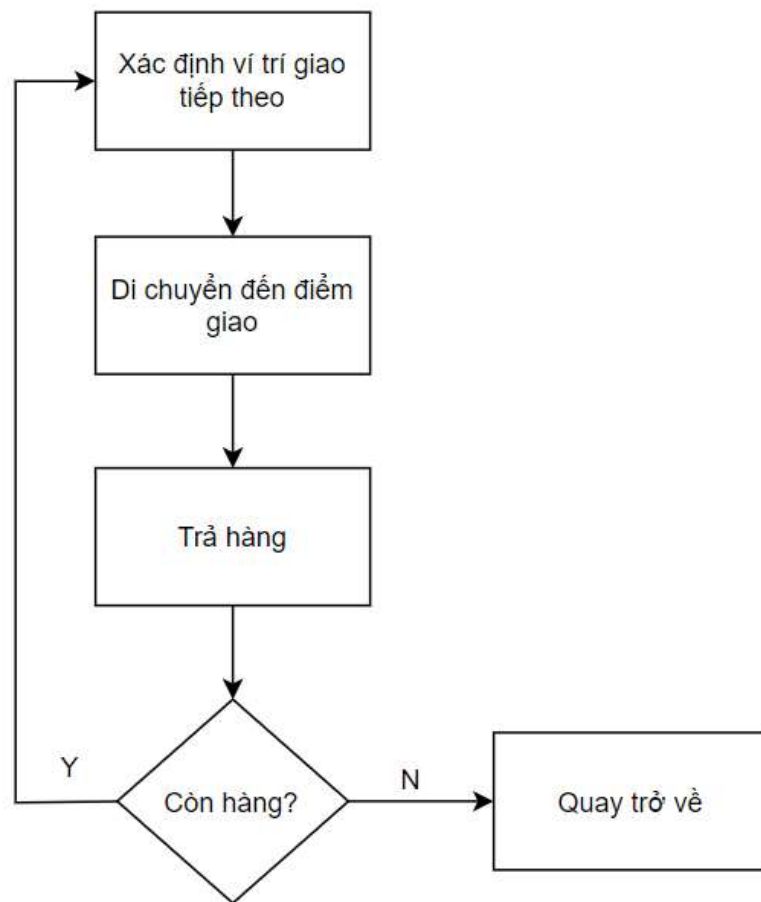 Xác định ví trí giao
tiếp theo
Di chuyển đến điểm
giao
Trả hàng
Y
Còn hàng?
N
Quay trở về